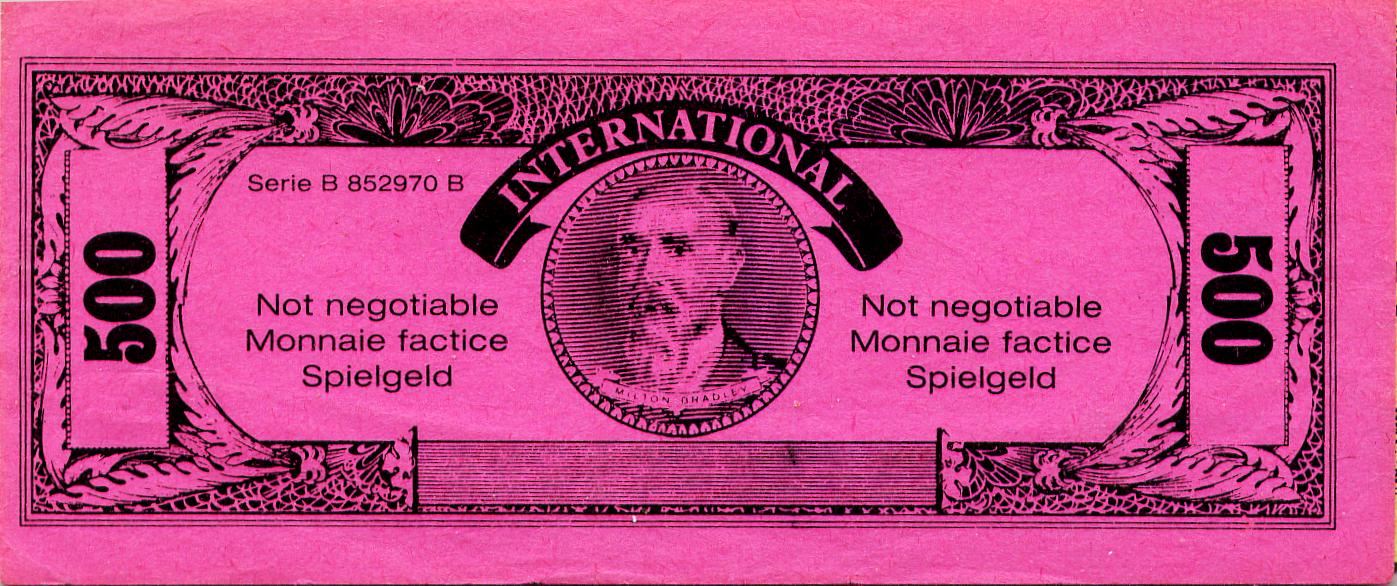 INTERNATIONAL
Serie B 852970 B
500
500
Not negotiable
Monnaie factice
Spielgeld
Not negotiable
Monnaie factice
Spielgeld
MILTON BRADLEY